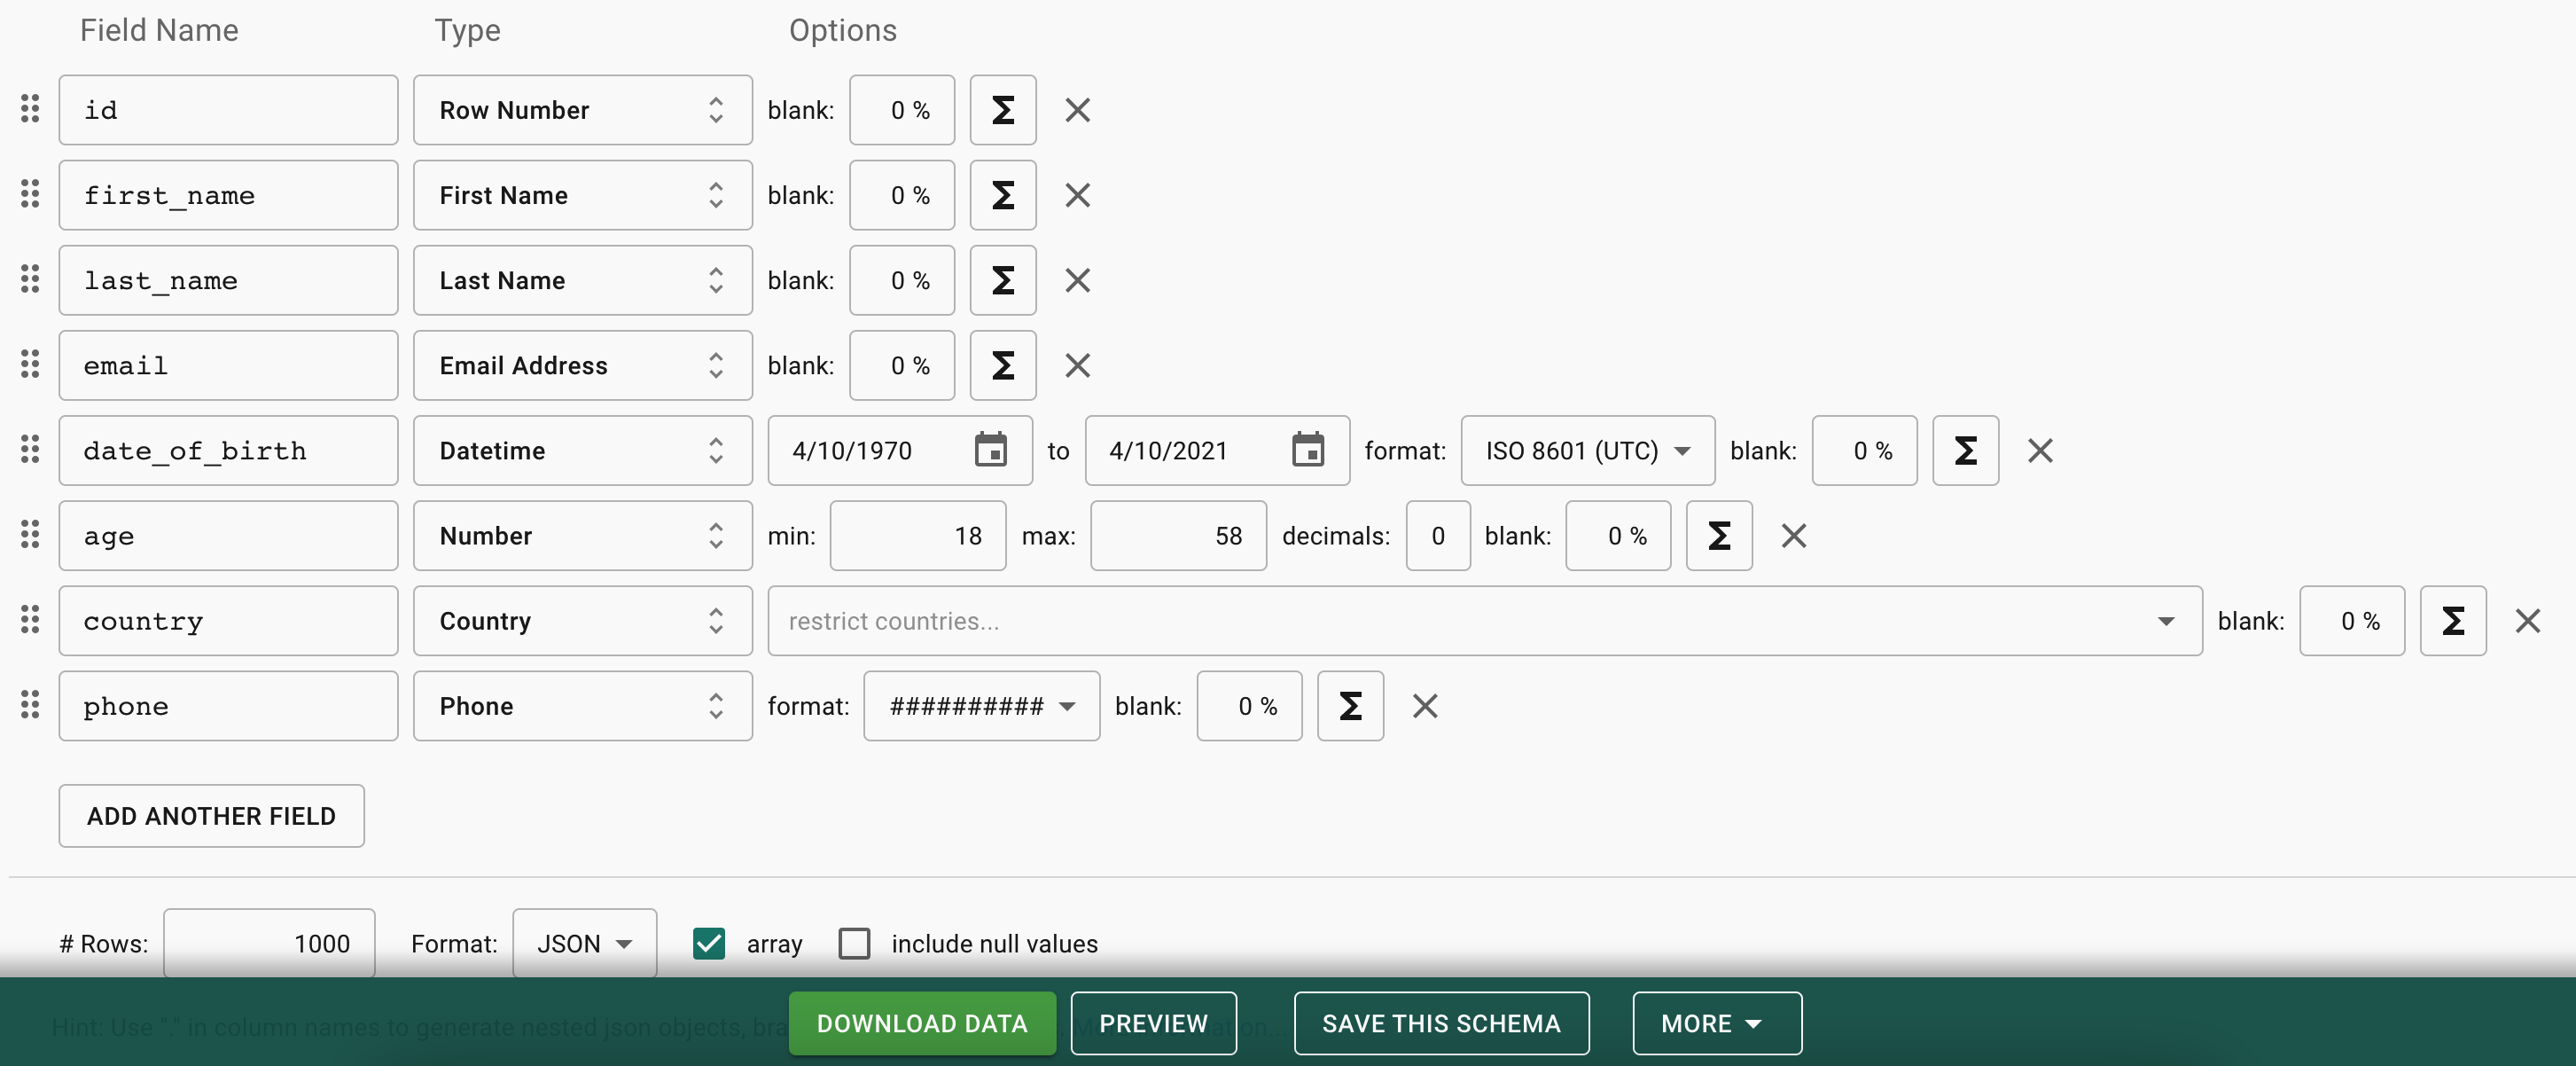 Field Name Type Options
id Row Number blank: 0 % Σ
first_name First Name blank: 0 % Σ
last_name Last Name blank: 0 % Σ
email Email Address blank: 0 % Σ
date_of_birth Datetime 4/10/1970 to 4/10/2021 format: ISO 8601 (UTC) blank: 0 % Σ
age Number min: 18 max: 58 decimals: 0 blank: 0 % Σ
country Country restrict countries... blank: 0 % Σ
phone Phone format: ########## blank: 0 % Σ
ADD ANOTHER FIELD
# Rows: 1000 Format: JSON array include null values
Hint: Use "." in column names to generate nested json objects,
DOWNLOAD DATA PREVIEW SAVE THIS SCHEMA MORE